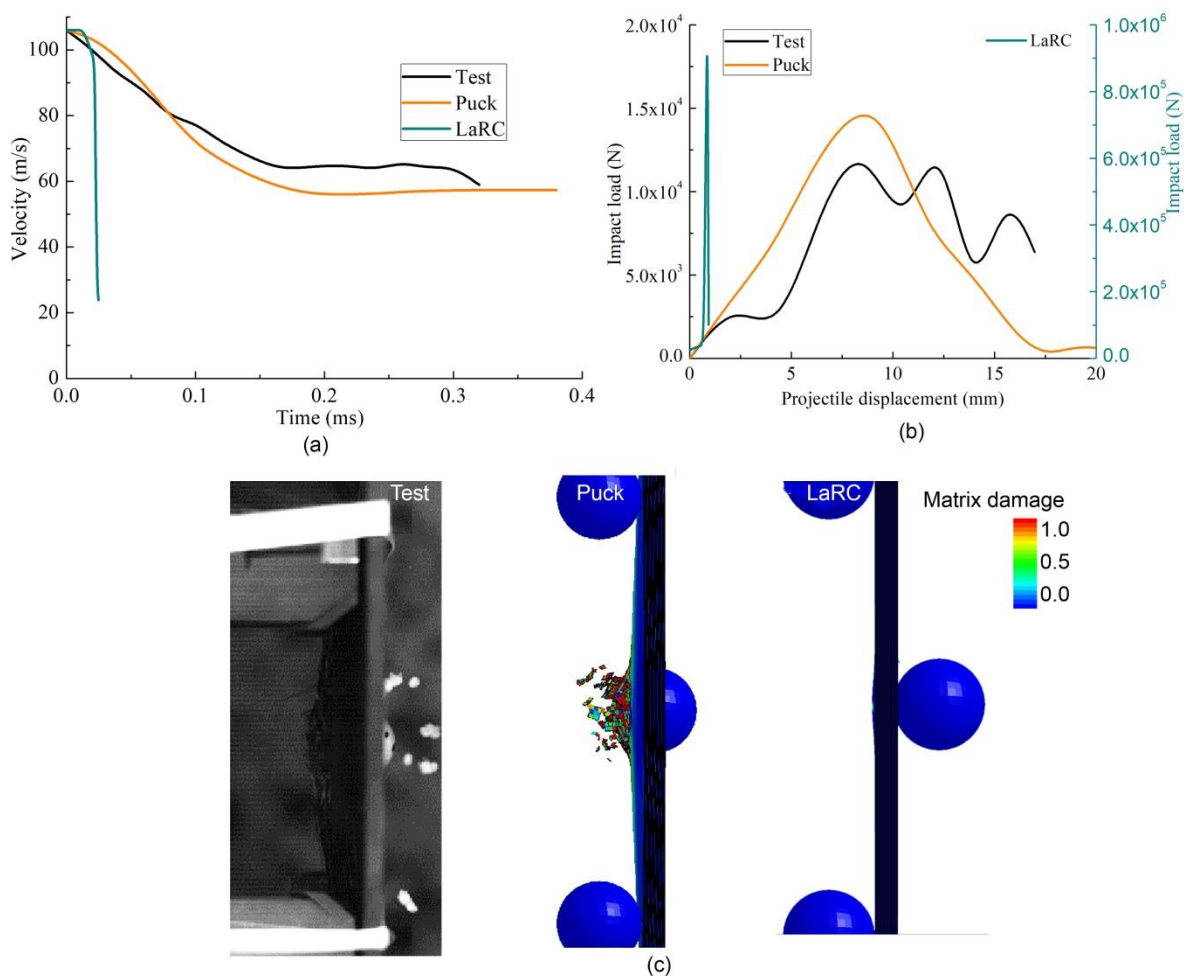 100
80
60
40
20
0
Velocity (m/s)
0.0
0.1
0.2
0.3
0.4
Time (ms)
Test
Puck
LaRC
(a)
2.0x10⁴
1.5x10⁴
1.0x10⁴
5.0x10³
0.0
Impact load (N)
0
5
10
15
20
Projectile displacement (mm)
Test
Puck
LaRC
1.0x10⁶
8.0x10⁵
6.0x10⁵
4.0x10⁵
2.0x10⁵
0.0
Impact load (N)
(b)
Test
Puck
LaRC
Matrix damage
1.0
0.5
0.0
(c)